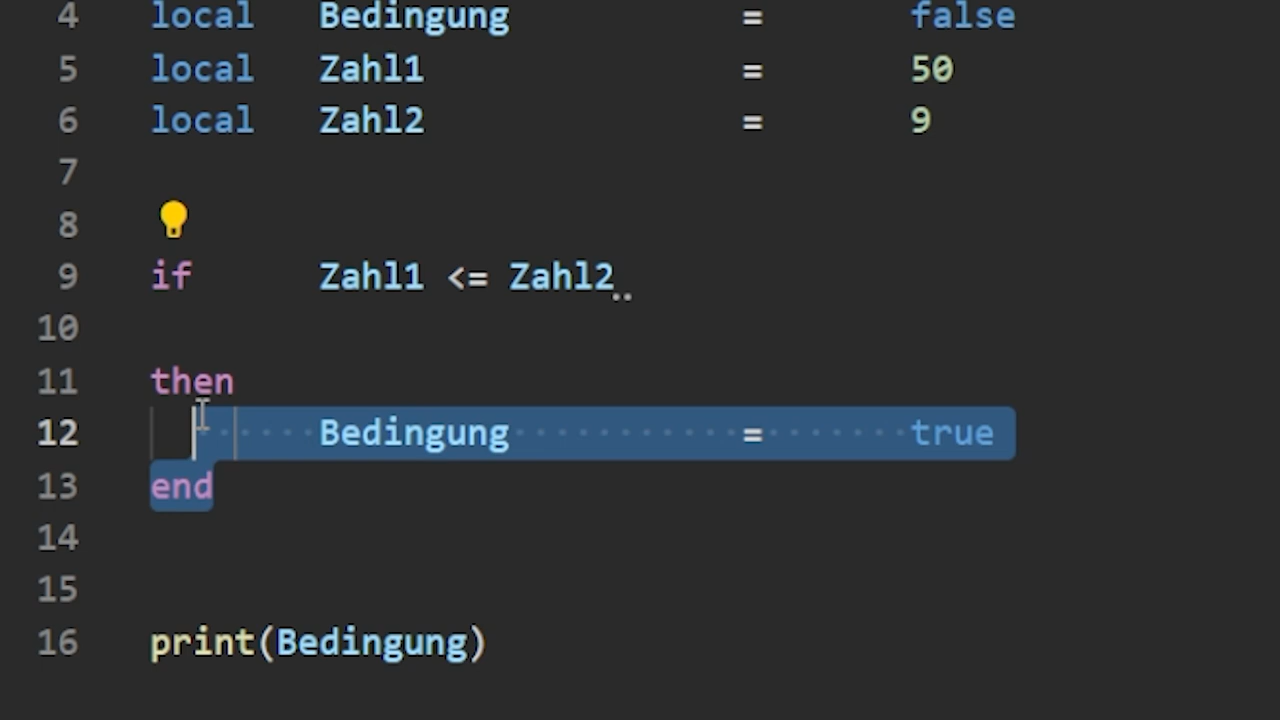 4 local Bedingung = false
5 local Zahl1 = 50
6 local Zahl2 = 9
7
8
9 if Zahl1 <= Zahl2
10
11 then
12 Bedingung = true
13 end
14
15
16 print(Bedingung)